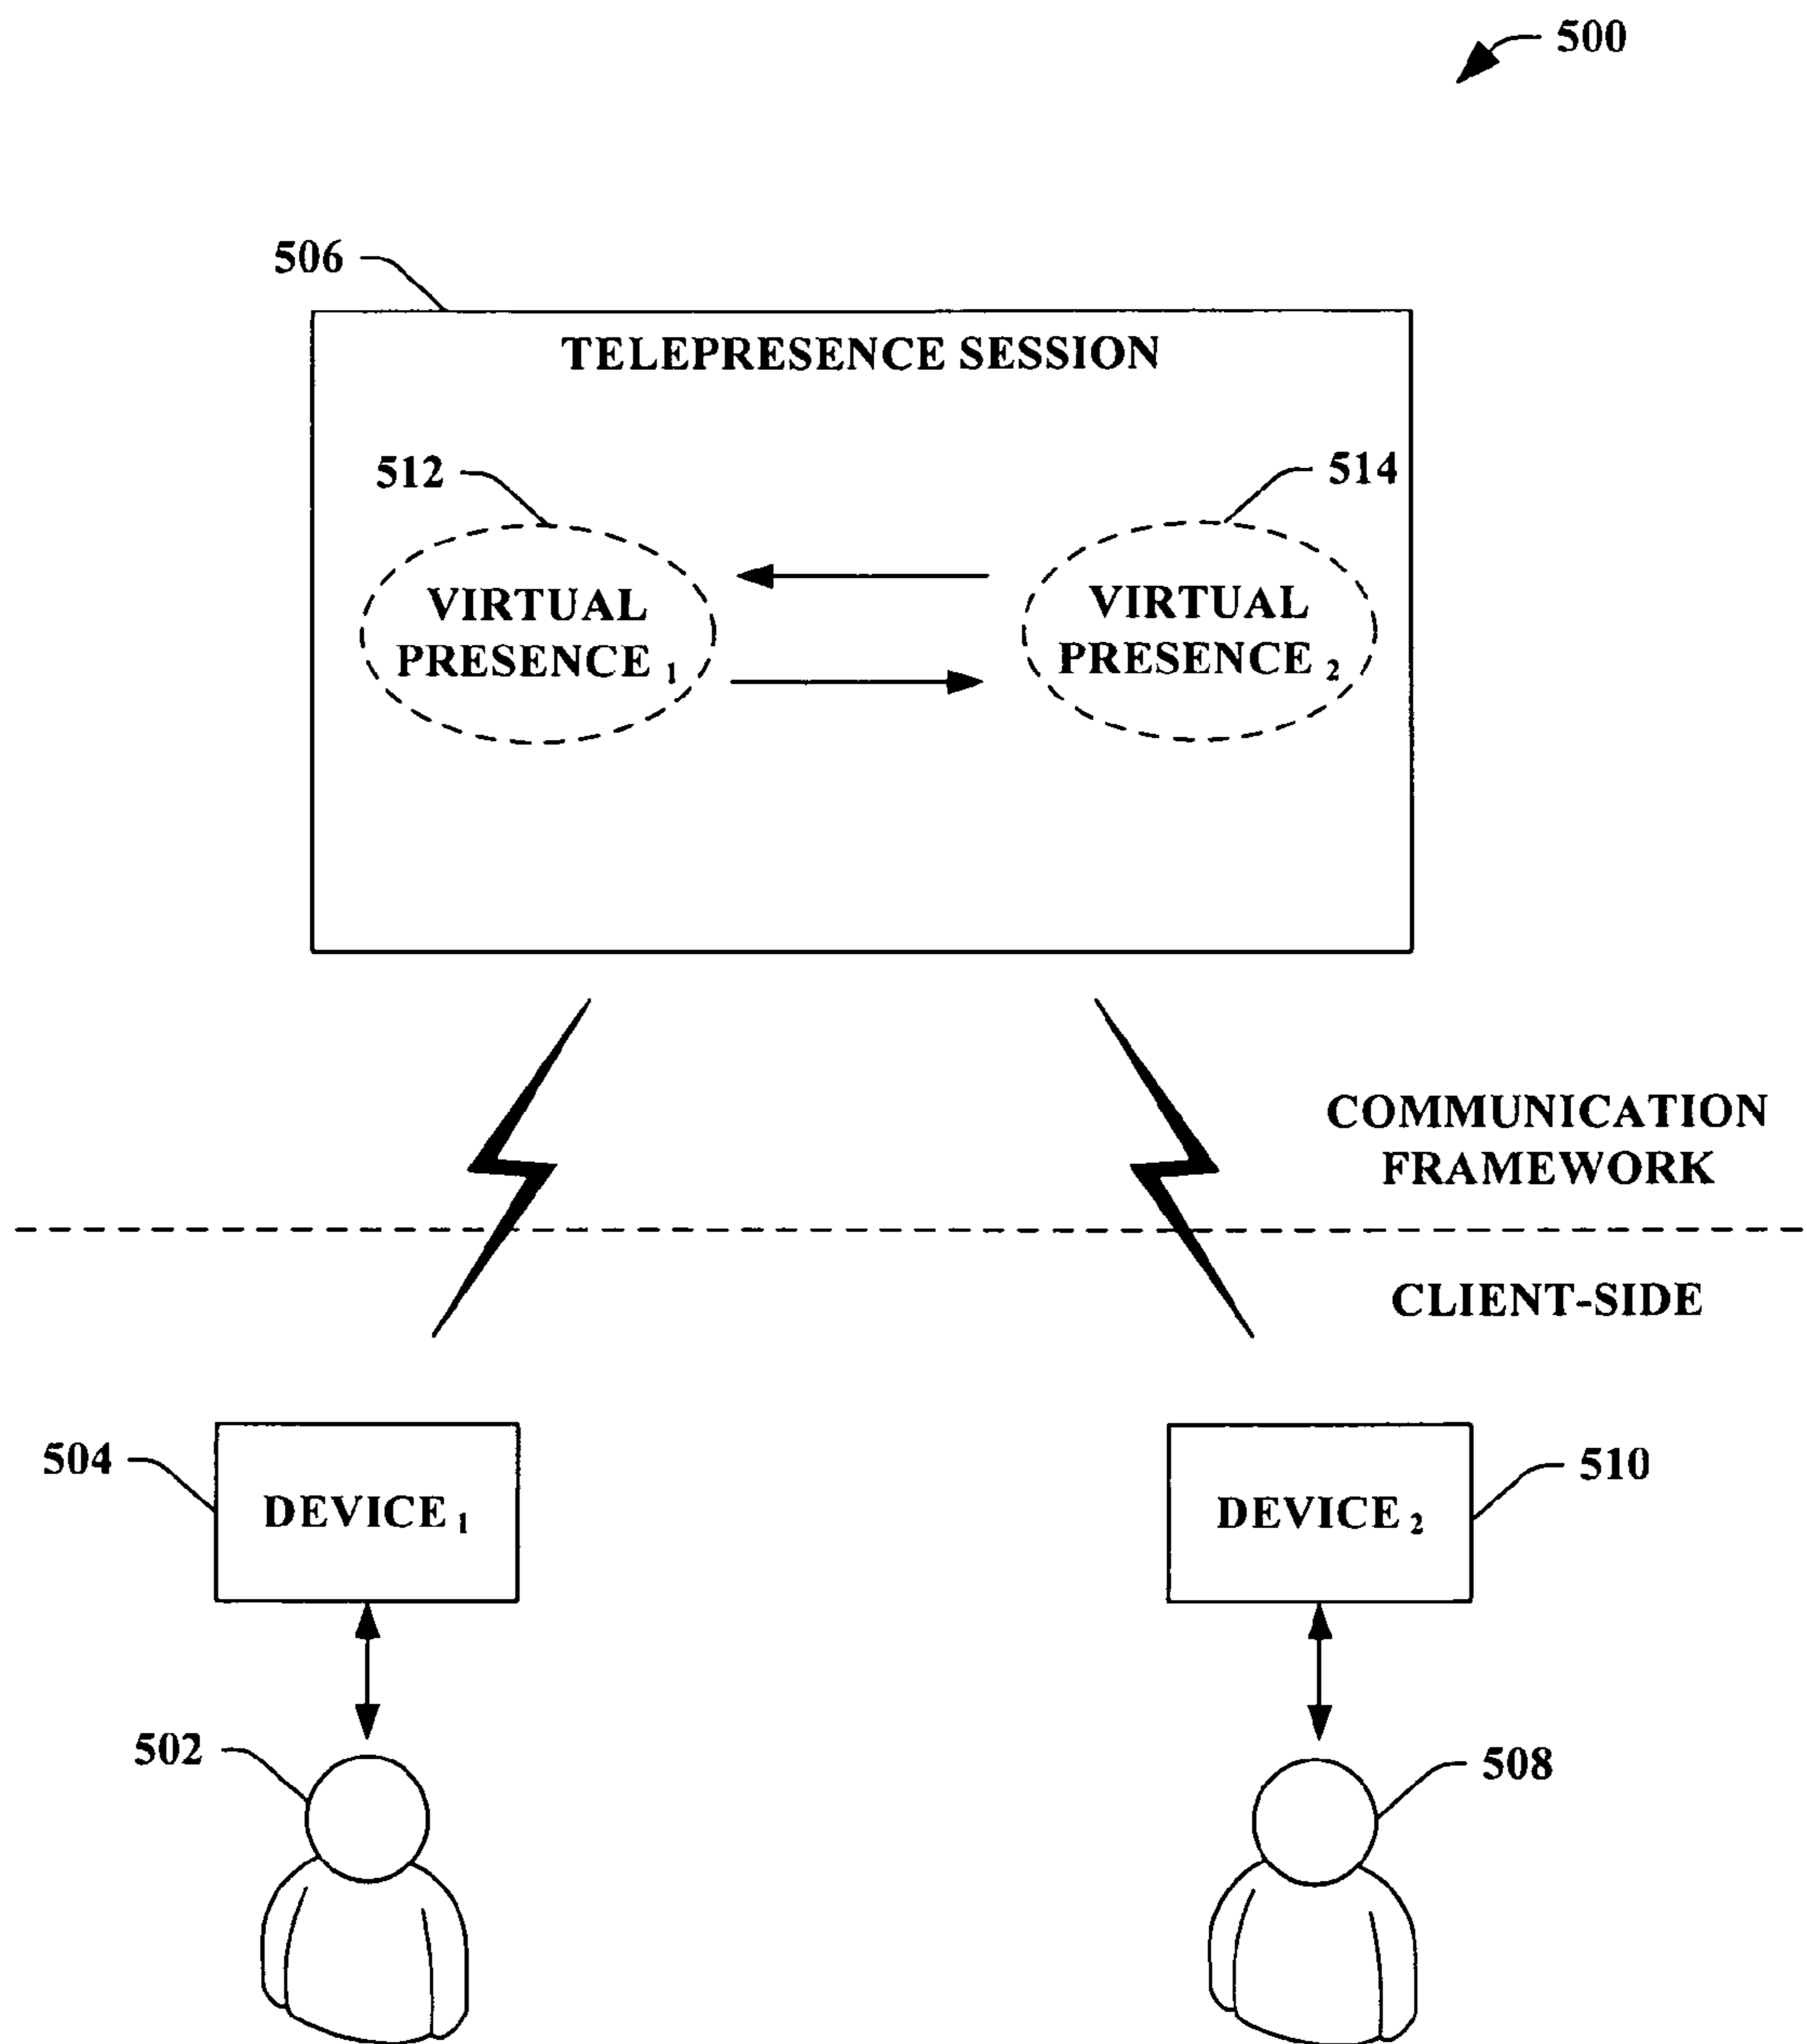 500
506
TELEPRESENCE SESSION
512
514
VIRTUAL
PRESENCE 1
VIRTUAL
PRESENCE 2
COMMUNICATION
FRAMEWORK
CLIENT-SIDE
504
DEVICE 1
510
DEVICE 2
502
508